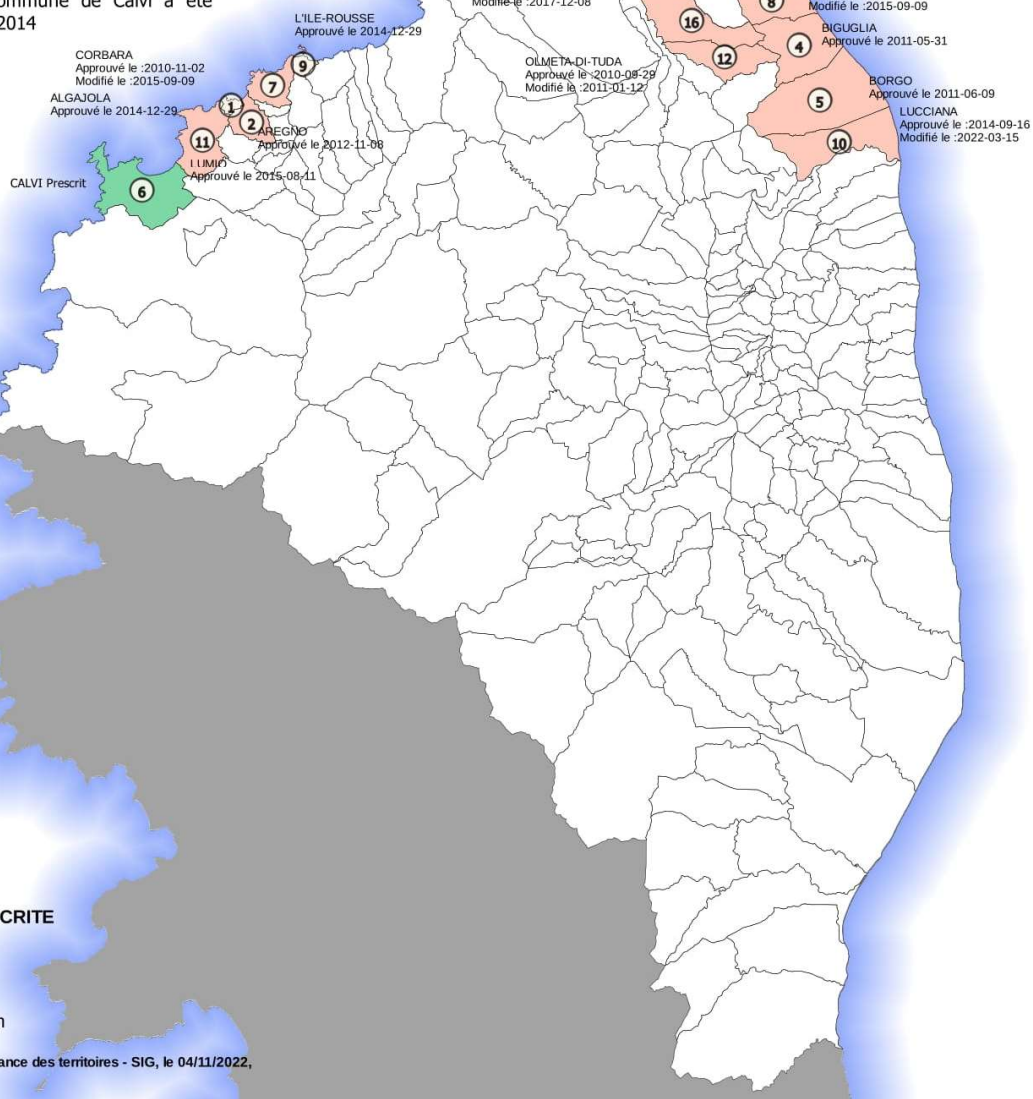 ommune de Calvi a été
2014
Modifié le :2017-12-08
Modifié le :2015-09-09
L'ILE-ROUSSE
Approuvé le 2014-12-29
CORBARA
Approuvé le :2010-11-02
Modifié le :2015-09-09
ALGAJOLA
Approuvé le 2014-12-29
AREGNO
Approuvé le 2012-11-08
LUMIO
Approuvé le 2015-08-11
CALVI Prescrit
OLMETA-DI-TUDA
Approuvé le :2010-09-29
Modifié le :2011-01-12
BIGUGLIA
Approuvé le 2011-05-31
BORGO
Approuvé le 2011-06-09
LUCCIANA
Approuvé le :2014-09-16
Modifié le :2022-03-15
16
8
4
12
9
7
5
1
2
11
10
6
CRITE
n
ance des territoires - SIG, le 04/11/2022,